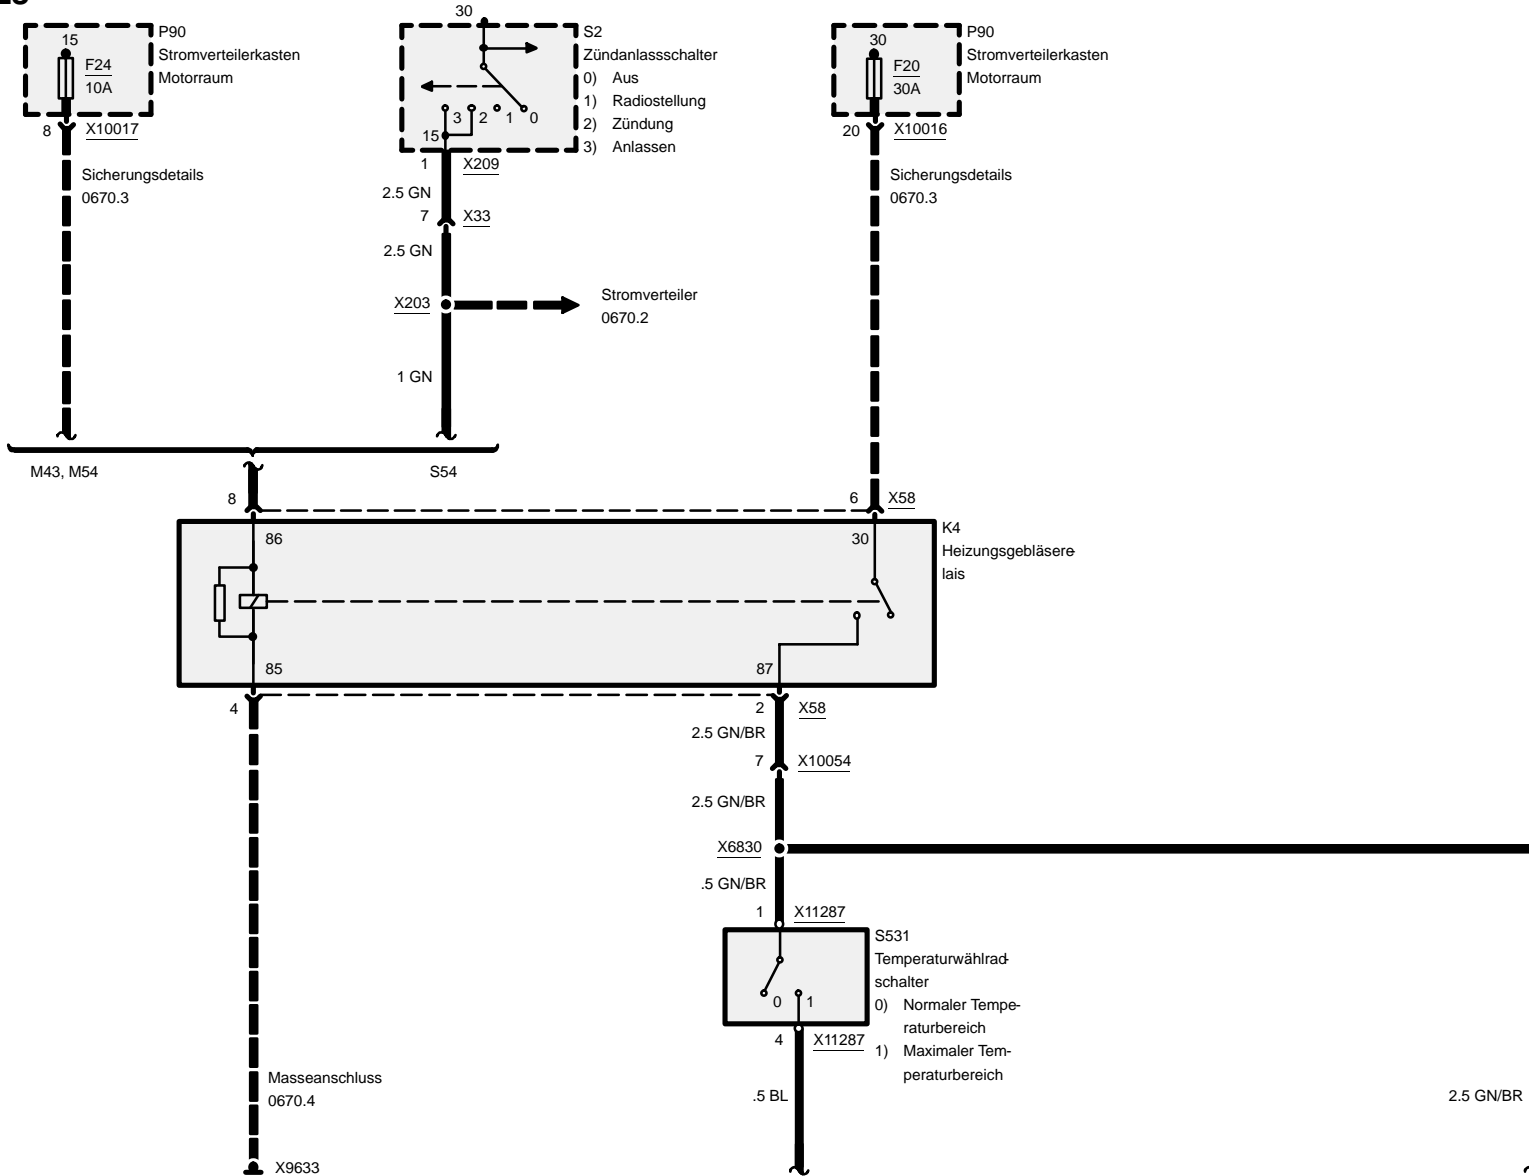 15
F24
10A
P90
Stromverteilerkasten
Motorraum
8
X10017
Sicherungsdetails
0670.3
30
S2
Zündanlassschalter
0) Aus
1) Radiostellung
2) Zündung
3) Anlassen
3 2 1 0
15
1
X209
2.5 GN
7
X33
2.5 GN
X203
Stromverteiler
0670.2
1 GN
30
F20
30A
P90
Stromverteilerkasten
Motorraum
20
X10016
Sicherungsdetails
0670.3
M43, M54
S54
8
6
X58
86
30
K4
Heizungsgebläsere-
lais
85
87
4
2
X58
2.5 GN/BR
7
X10054
2.5 GN/BR
X6830
.5 GN/BR
1
X11287
S531
Temperaturwählrad-
schalter
0) Normaler Tempe-
raturbereich
1) Maximaler Tem-
peraturbereich
0 1
4
X11287
.5 BL
2.5 GN/BR
Masseanschluss
0670.4
X9633